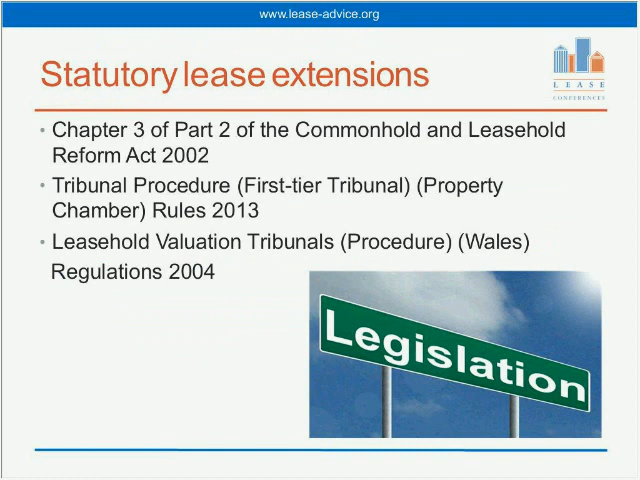 www.lease-advice.org
Statutory lease extensions
LEASE
CONFERENCES
• Chapter 3 of Part 2 of the Commonhold and Leasehold
Reform Act 2002
• Tribunal Procedure (First-tier Tribunal) (Property
Chamber) Rules 2013
• Leasehold Valuation Tribunals (Procedure) (Wales)
Regulations 2004
Legislation